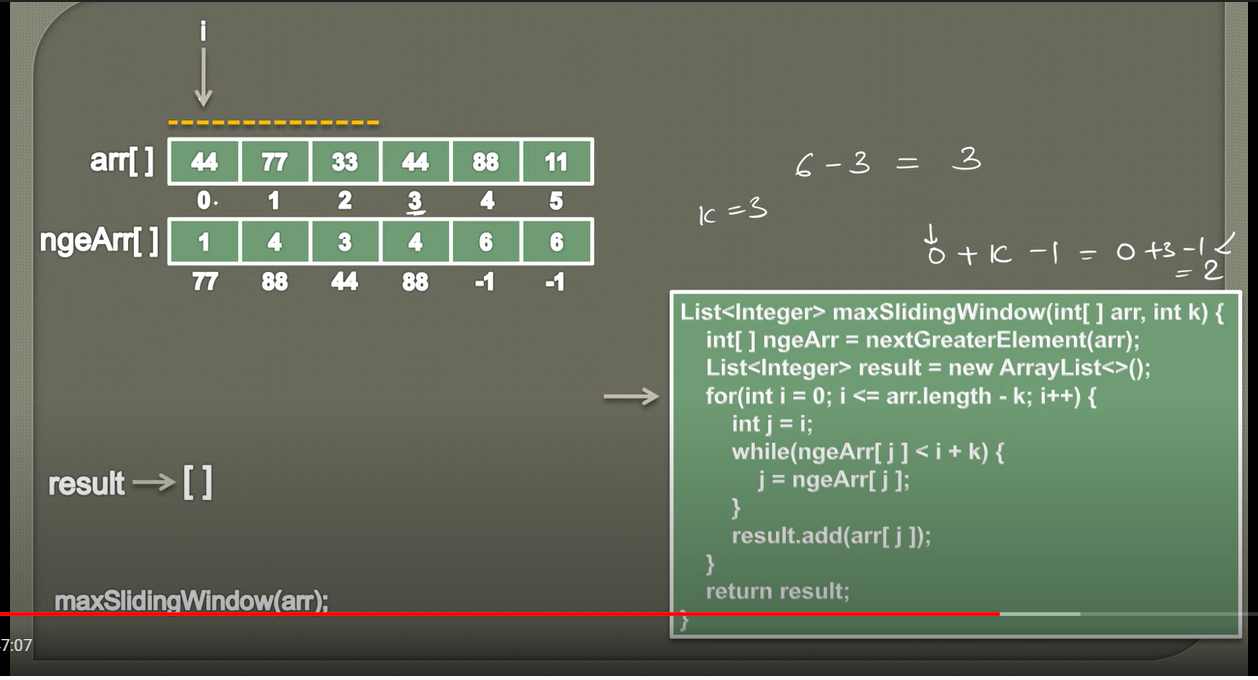 i
arr[ ] 44 77 33 44 88 11
0 1 2 3 4 5
ngeArr[ ] 1 4 3 4 6 6
77 88 44 88 -1 -1
6 - 3 = 3
K = 3
0 + K - 1 = 0 + 3 - 1
= 2
List<Integer> maxSlidingWindow(int[ ] arr, int k) {
int[ ] ngeArr = nextGreaterElement(arr);
List<Integer> result = new ArrayList<>();
for(int i = 0; i <= arr.length - k; i++) {
int j = i;
while(ngeArr[ j ] < i + k) {
j = ngeArr[ j ];
}
result.add(arr[ j ]);
}
return result;
}
result [ ]
maxSlidingWindow(arr);
7:07